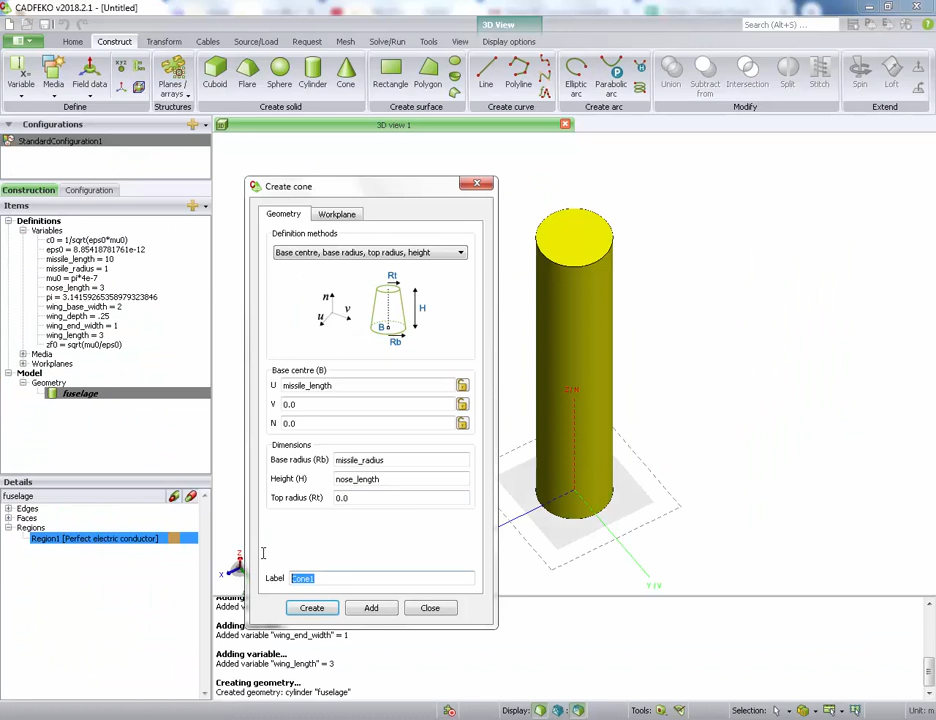 CADFEKO v2018.2.1 - [Untitled]
3D View
Search (Alt+5) ...
Home
Construct
Transform
Cables
Source/Load
Request
Mesh
Solve/Run
Tools
View
Display options
Variable
Media
Field data
Planes /
arrays
Cuboid
Flare
Sphere
Cylinder
Cone
Rectangle
Polygon
Line
Polyline
Elliptic
arc
Parabolic
arc
Union
Subtract
from
Intersection
Split
Stitch
Spin
Loft
Define
Structures
Create solid
Create surface
Create curve
Create arc
Modify
Extend
Configurations
3D view 1
StandardConfiguration1
Construction
Configuration
Items
Definitions
Variables
c0 = 1/sqrt(eps0*mu0)
eps0 = 8.85418781761e-12
missile_length = 10
missile_radius = 1
mu0 = pi*4e-7
nose_length = 3
pi = 3.14159265358979323846
wing_base_width = 2
wing_depth = .25
wing_end_width = 1
wing_length = 3
zf0 = sqrt(mu0/eps0)
Media
Workplanes
Model
Geometry
fuselage
Details
fuselage
Edges
Faces
Regions
Region1 [Perfect electric conductor]
Create cone
Geometry
Workplane
Definition methods
Base centre, base radius, top radius, height
Rt
n
v
u
H
B
Rb
Base centre (B)
U missile_length
V 0.0
N 0.0
Dimensions
Base radius (Rb) missile_radius
Height (H) nose_length
Top radius (Rt) 0.0
Label Cone1
Create
Add
Close
Z/N
Y/V
Z
X
Added v
Adding
Added variable "wing_end_width" = 1
Adding variable...
Added variable "wing_length" = 3
Creating geometry...
Created geometry: cylinder "fuselage"
Display:
Tools:
Selection:
Unit: m